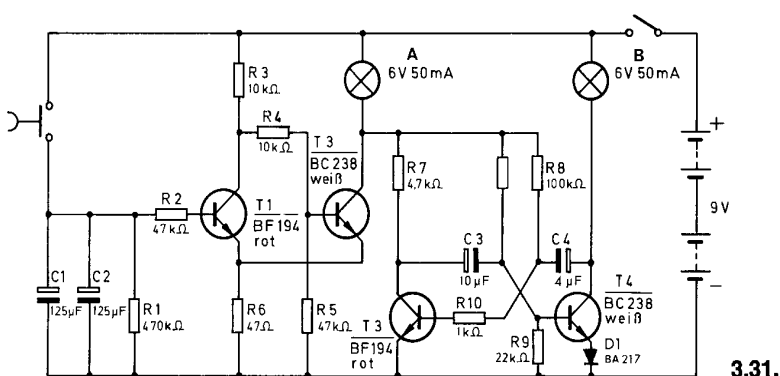 A
6V 50mA
B
6V 50mA
R3
10kΩ
R4
10kΩ
T3
BC238
weiß
R7
4,7kΩ
R8
100kΩ
+
9V
−
R2
47kΩ
T1
BF194
rot
C1
125µF
C2
125µF
R1
470kΩ
R6
47Ω
R5
47kΩ
C3
10µF
C4
4µF
T3
BF194
rot
R10
1kΩ
R9
22kΩ
T4
BC238
weiß
D1
BA217
3.31.